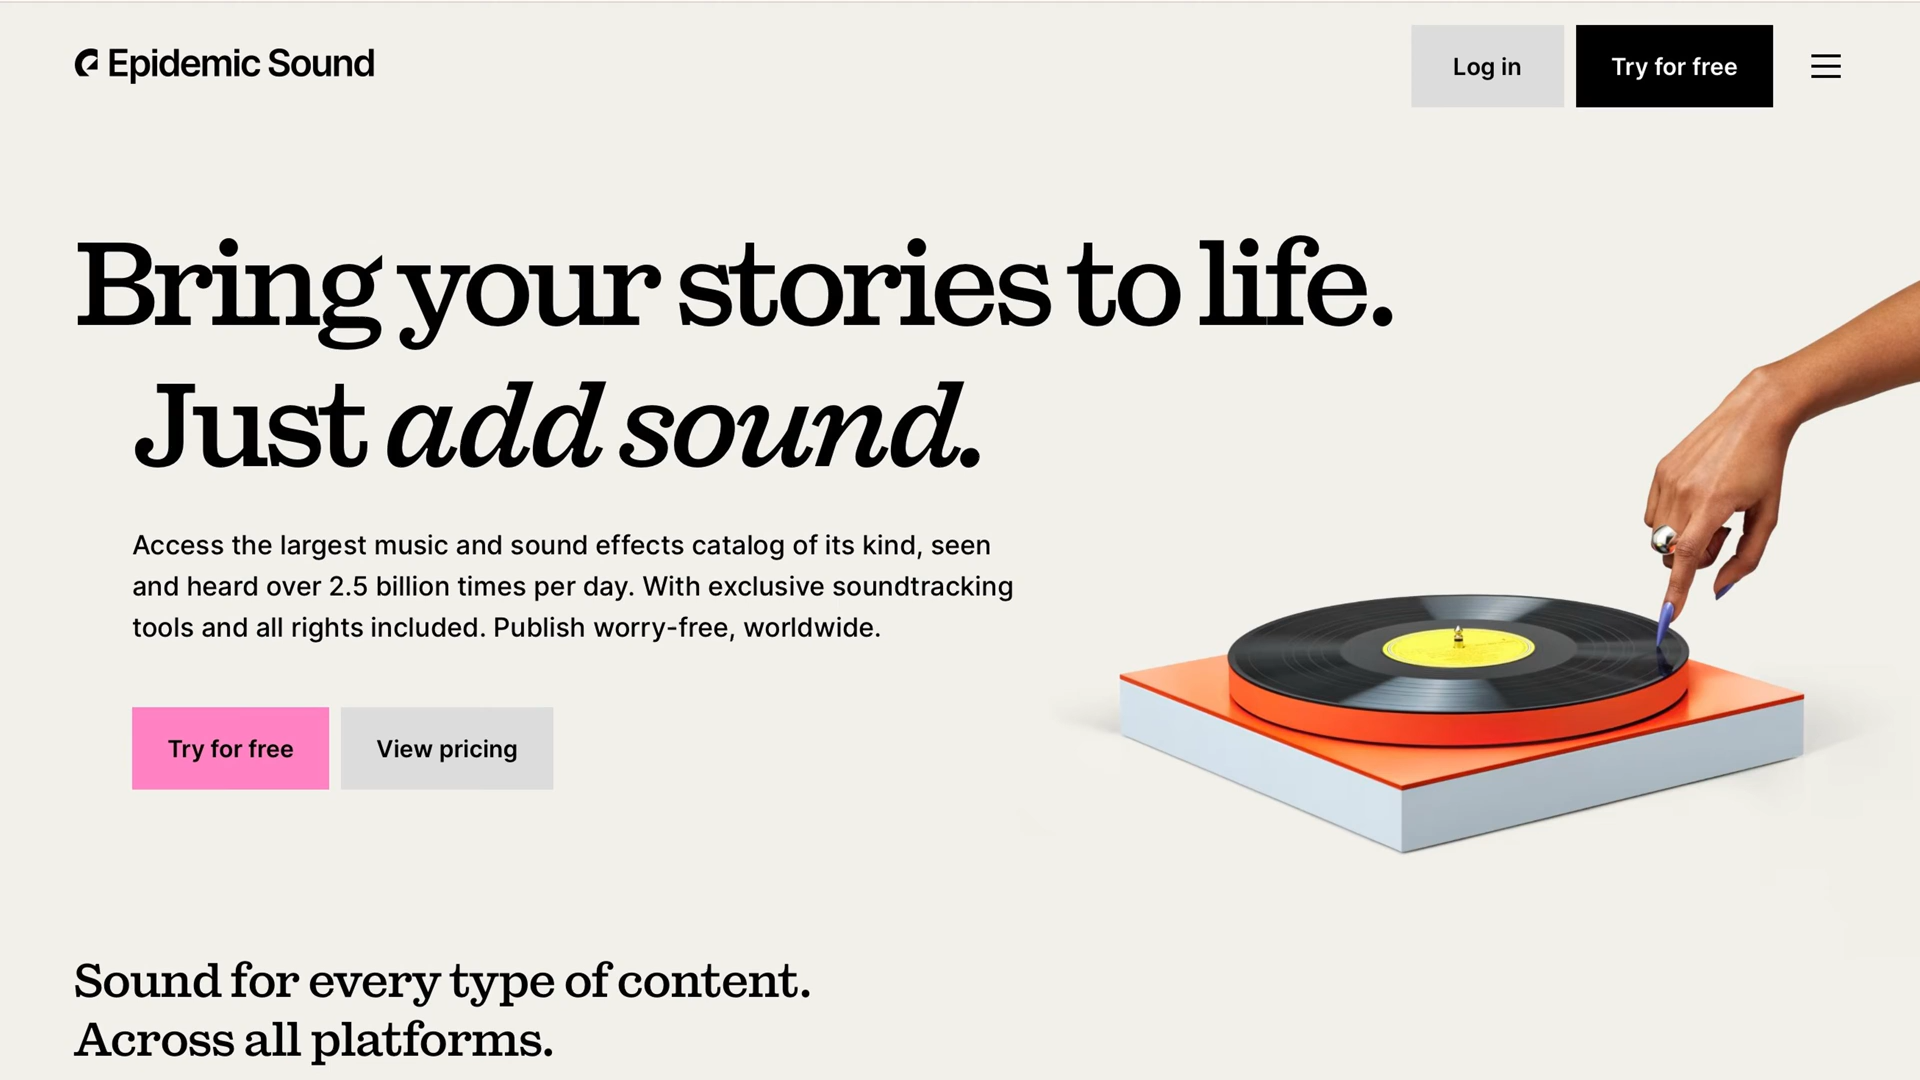 Epidemic Sound
Log in
Try for free
Bring your stories to life.
Just add sound.
Access the largest music and sound effects catalog of its kind, seen
and heard over 2.5 billion times per day. With exclusive soundtracking
tools and all rights included. Publish worry-free, worldwide.
Try for free
View pricing
Sound for every type of content.
Across all platforms.